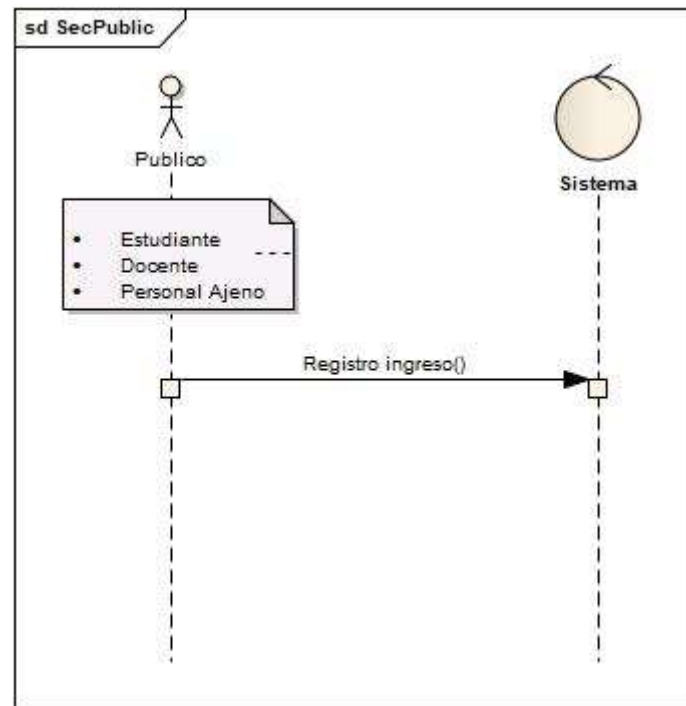 sd SecPublic
Publico
Sistema
• Estudiante
• Docente
• Personal Ajeno
Registro ingreso()